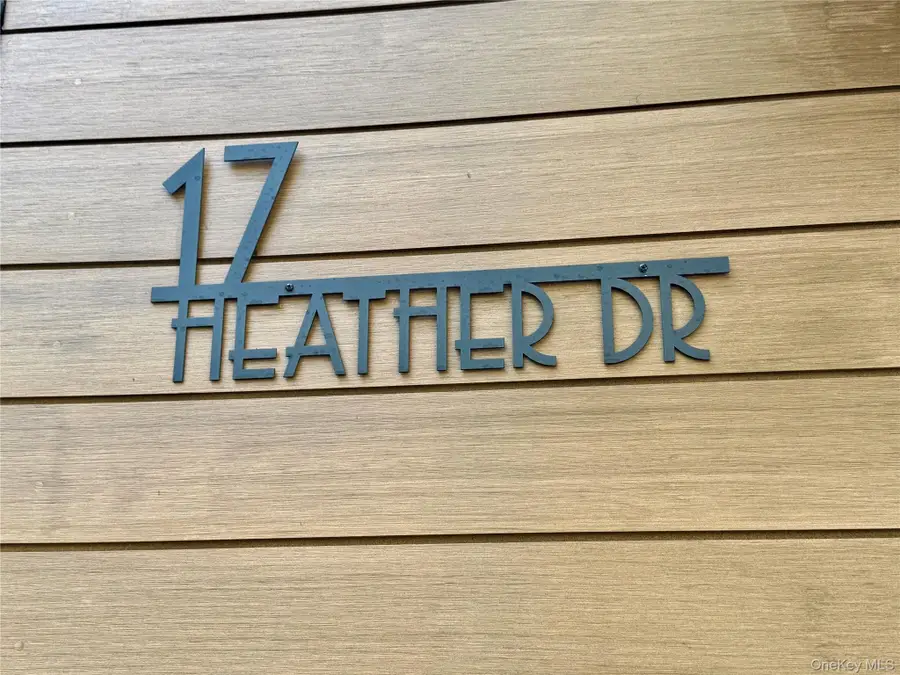 17
HEATHER DR
OneKey MLS